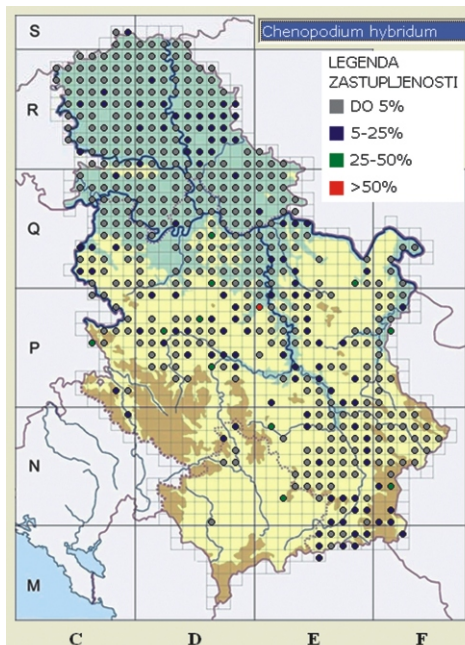 Chenopodium hybridum
LEGENDA
ZASTUPLJENOSTI
DO 5%
5-25%
25-50%
>50%
S
R
Q
P
N
M
C D E F